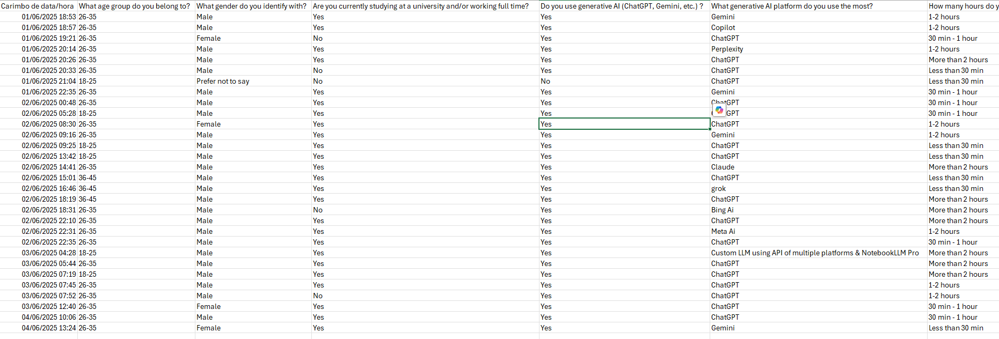 Carimbo de data/hora What age group do you belong to? What gender do you identify with? Are you currently studying at a university and/or working full time? Do you use generative AI (ChatGPT, Gemini, etc.) ? What generative AI platform do you use the most? How many hours do y
01/06/2025 18:53 26-35 Male Yes Yes Gemini 1-2 hours
01/06/2025 18:57 26-35 Male Yes Yes Copilot 1-2 hours
01/06/2025 19:21 26-35 Female No Yes ChatGPT 30 min - 1 hour
01/06/2025 20:14 26-35 Male Yes Yes Perplexity 1-2 hours
01/06/2025 20:26 26-35 Male Yes Yes ChatGPT More than 2 hours
01/06/2025 20:33 26-35 Male No Yes ChatGPT Less than 30 min
01/06/2025 21:04 18-25 Prefer not to say No No ChatGPT Less than 30 min
01/06/2025 22:35 26-35 Male Yes Yes Gemini 30 min - 1 hour
02/06/2025 00:48 26-35 Male Yes Yes ChatGPT 30 min - 1 hour
02/06/2025 05:28 18-25 Male Yes Yes GPT 30 min - 1 hour
02/06/2025 08:30 26-35 Female Yes Yes ChatGPT 1-2 hours
02/06/2025 09:16 26-35 Male Yes Yes Gemini 1-2 hours
02/06/2025 09:25 18-25 Male Yes Yes ChatGPT Less than 30 min
02/06/2025 13:42 18-25 Male Yes Yes ChatGPT Less than 30 min
02/06/2025 14:41 26-35 Male Yes Yes Claude More than 2 hours
02/06/2025 15:01 36-45 Male Yes Yes ChatGPT Less than 30 min
02/06/2025 16:46 36-45 Male Yes Yes grok Less than 30 min
02/06/2025 18:19 36-45 Male Yes Yes ChatGPT More than 2 hours
02/06/2025 18:31 26-35 Male No Yes Bing Ai More than 2 hours
02/06/2025 22:10 26-35 Male Yes Yes ChatGPT More than 2 hours
02/06/2025 22:31 26-35 Male Yes Yes Meta Ai 1-2 hours
02/06/2025 22:35 26-35 Male Yes Yes ChatGPT 30 min - 1 hour
03/06/2025 04:28 18-25 Male Yes Yes Custom LLM using API of multiple platforms & NotebookLLM Pro More than 2 hours
03/06/2025 05:44 26-35 Male Yes Yes ChatGPT More than 2 hours
03/06/2025 07:19 18-25 Male Yes Yes ChatGPT More than 2 hours
03/06/2025 07:45 26-35 Male Yes Yes ChatGPT 1-2 hours
03/06/2025 07:52 26-35 Male No Yes ChatGPT 1-2 hours
03/06/2025 12:40 26-35 Female Yes Yes ChatGPT 30 min - 1 hour
04/06/2025 10:06 26-35 Male Yes Yes ChatGPT 30 min - 1 hour
04/06/2025 13:24 26-35 Female Yes Yes Gemini Less than 30 min